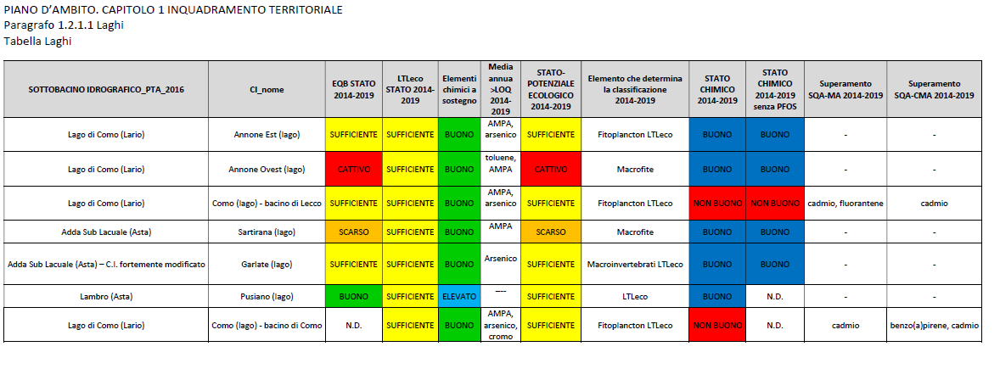 PIANO D'AMBITO. CAPITOLO 1 INQUADRAMENTO TERRITORIALE
Paragrafo 1.2.1.1 Laghi
Tabella Laghi
SOTTOBACINO IDROGRAFICO_PTA_2016 CI_nome EQB STATO 2014-2019 LTLeco STATO 2014-2019 Elementi chimici a sostegno Media annua >LOQ 2014-2019 STATO-POTENZIALE ECOLOGICO 2014-2019 Elemento che determina la classificazione 2014-2019 STATO CHIMICO 2014-2019 STATO CHIMICO 2014-2019 senza PFOS Superamento SQA-MA 2014-2019 Superamento SQA-CMA 2014-2019
Lago di Como (Lario) Annone Est (lago) SUFFICIENTE SUFFICIENTE BUONO AMPA, arsenico SUFFICIENTE Fitoplancton LTLeco BUONO BUONO - -
Lago di Como (Lario) Annone Ovest (lago) CATTIVO SUFFICIENTE BUONO toluene, AMPA CATTIVO Macrofite BUONO BUONO - -
Lago di Como (Lario) Como (lago) - bacino di Lecco SUFFICIENTE SUFFICIENTE BUONO AMPA, arsenico SUFFICIENTE Fitoplancton LTLeco NON BUONO NON BUONO cadmio, fluorantene cadmio
Adda Sub Lacuale (Asta) Sartirana (lago) SCARSO SUFFICIENTE BUONO AMPA SCARSO Macrofite BUONO BUONO - -
Adda Sub Lacuale (Asta) – C.I. fortemente modificato Garlate (lago) SUFFICIENTE SUFFICIENTE BUONO Arsenico SUFFICIENTE Macroinvertebrati LTLeco BUONO BUONO - -
Lambro (Asta) Pusiano (lago) BUONO SUFFICIENTE ELEVATO ---- SUFFICIENTE LTLeco BUONO N.D. - -
Lago di Como (Lario) Como (lago) - bacino di Como N.D. SUFFICIENTE BUONO AMPA, arsenico, cromo SUFFICIENTE Fitoplancton LTLeco NON BUONO N.D. cadmio benzo(a)pirene, cadmio